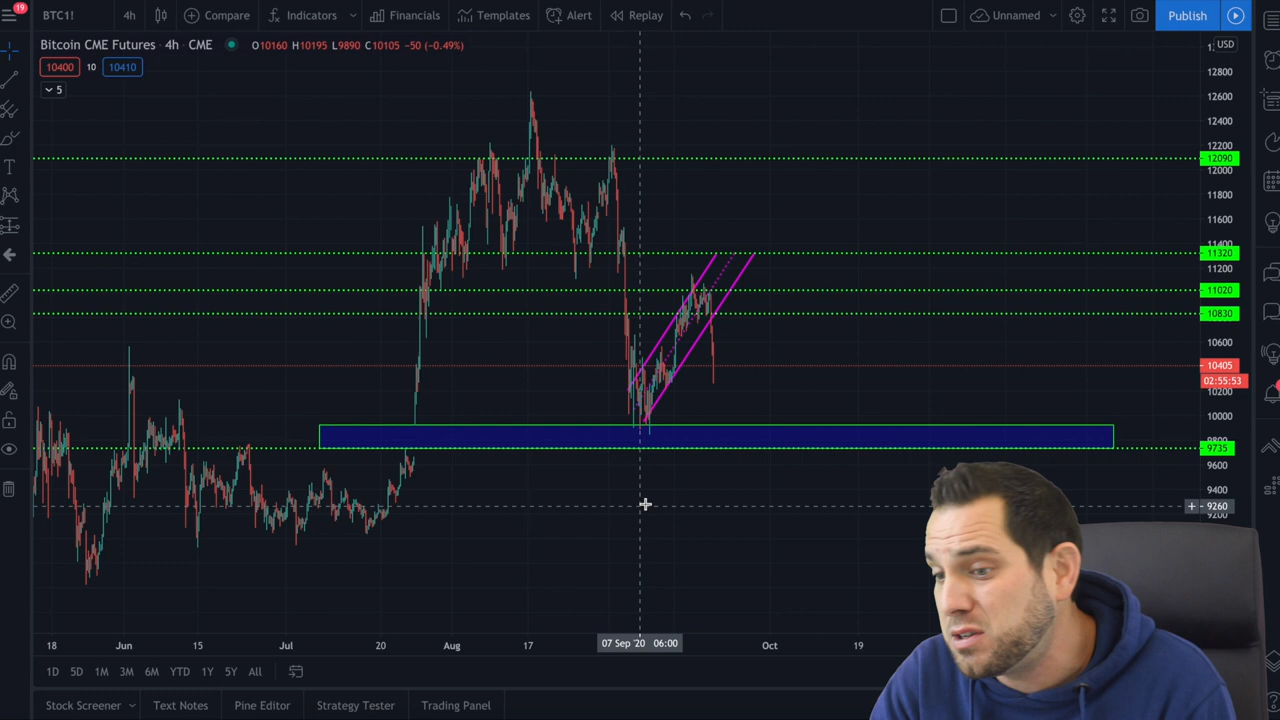 19
BTC1!
4h
Compare
Indicators
Financials
Templates
Alert
Replay
Unnamed
Publish
Bitcoin CME Futures · 4h · CME
O10160 H10195 L9890 C10105 −50 (−0.49%)
10400 10 10410
5
USD
12800
12600
12400
12200
12090
12000
11800
11600
11400
11320
11200
11020
10830
10600
10405
02:55:53
10200
10000
9800
9735
9600
9400
9260
9200
18 Jun 15 Jul 20 Aug 17 07 Sep '20 06:00 Oct 19
1D 5D 1M 3M 6M YTD 1Y 5Y All
Stock Screener Text Notes Pine Editor Strategy Tester Trading Panel